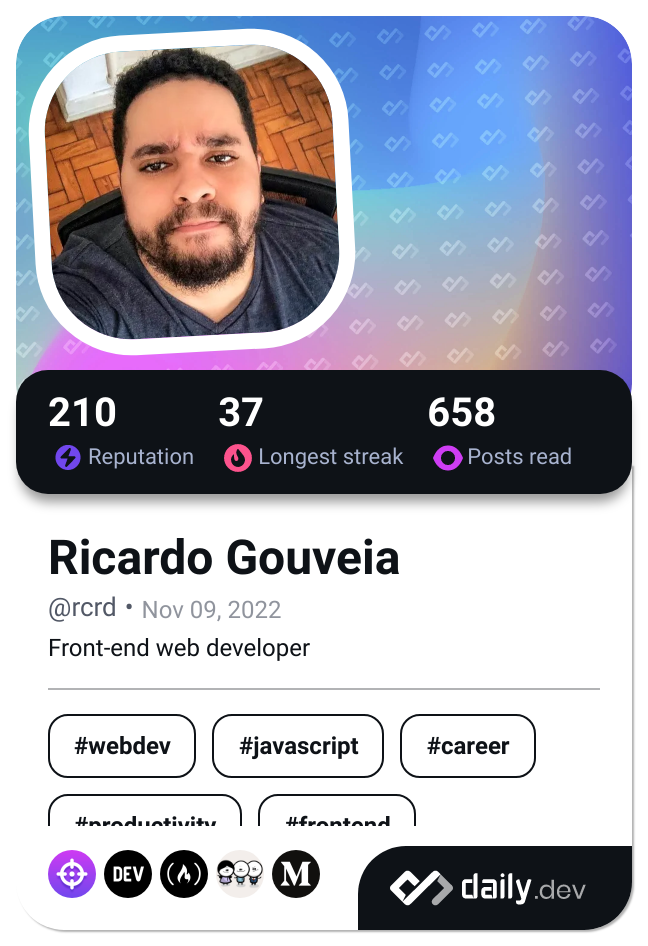 210 37 658
Reputation Longest streak Posts read
Ricardo Gouveia
@rcrd • Nov 09, 2022
Front-end web developer
#webdev #javascript #career
#productivity #frontend
DEV M daily.dev